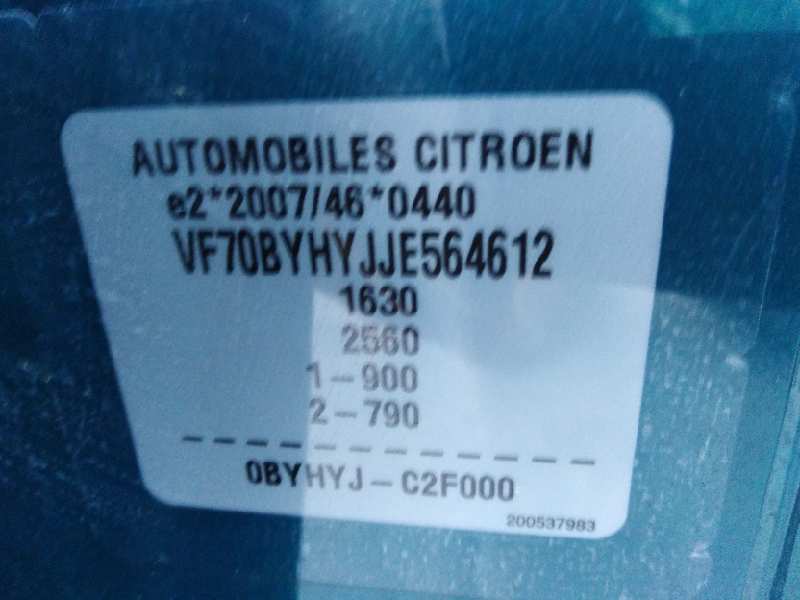 AUTOMOBILES CITROEN
e2*2007/46*0440
VF70BYHYJJE564612
1630
2560
1-900
2-790
0BYHYJ-C2F000
200537983